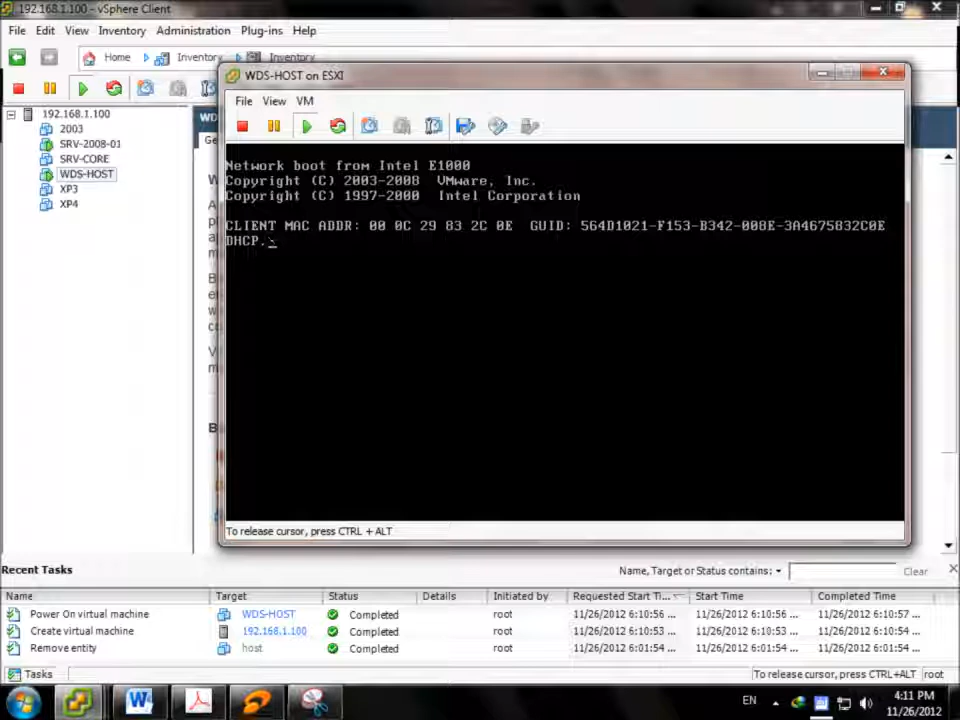 192.168.1.100 - vSphere Client
File Edit View Inventory Administration Plug-ins Help
Home Inventory Inventory
WDS-HOST on ESXI
File View VM
192.168.1.100
2003
SRV-2008-01
SRV-CORE
WDS-HOST
XP3
XP4
Network boot from Intel E1000
Copyright (C) 2003-2008 VMware, Inc.
Copyright (C) 1997-2000 Intel Corporation
CLIENT MAC ADDR: 00 0C 29 83 2C 0E GUID: 564D1021-F153-B342-008E-3A4675832C0E
DHCP.
To release cursor, press CTRL + ALT
Recent Tasks
Name, Target or Status contains: Clear
Name Target Status Details Initiated by Requested Start Ti... Start Time Completed Time
Power On virtual machine WDS-HOST Completed root 11/26/2012 6:10:56 ... 11/26/2012 6:10:56 ... 11/26/2012 6:10:57 ...
Create virtual machine 192.168.1.100 Completed root 11/26/2012 6:10:53 ... 11/26/2012 6:10:53 ... 11/26/2012 6:10:53 ...
Remove entity host Completed root 11/26/2012 6:01:54 ... 11/26/2012 6:01:54 ... 11/26/2012 6:01:54 ...
Tasks To release cursor, press CTRL+ALT root
EN 4:11 PM
11/26/2012